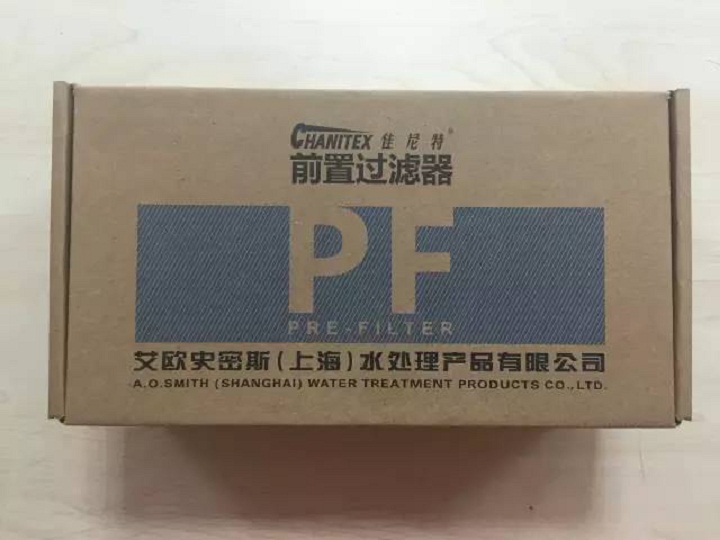 CHANITEX 佳尼特®
前置过滤器
PF
PRE-FILTER
艾欧史密斯(上海)水处理产品有限公司
A.O.SMITH (SHANGHAI) WATER TREATMENT PRODUCTS CO.,LTD.